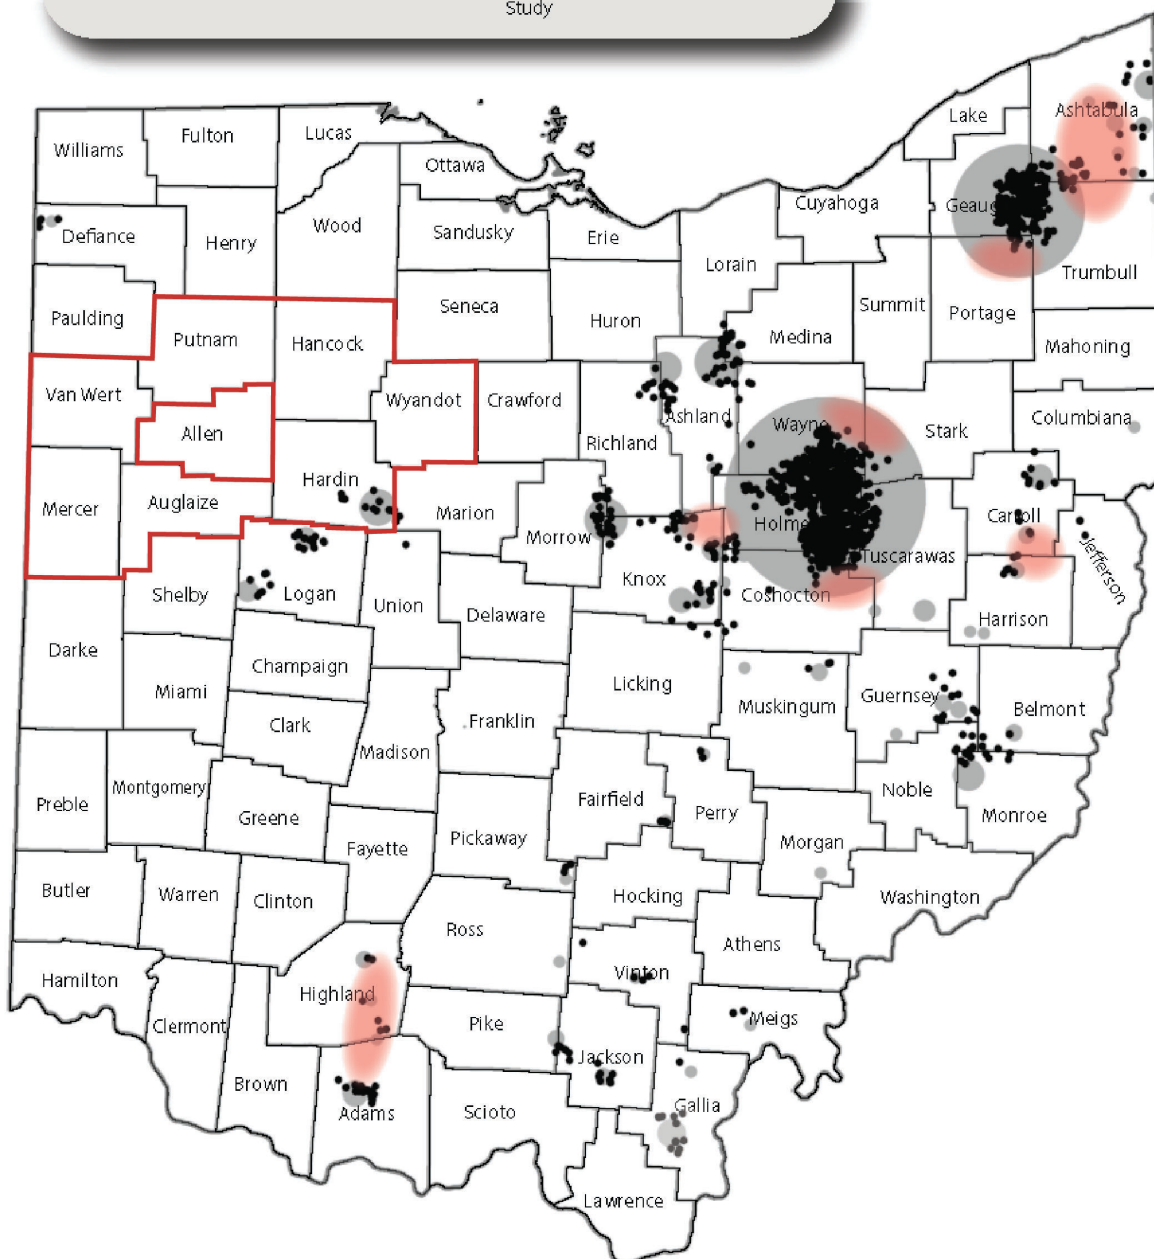 Study
Lake
Ashtabula
Williams
Fulton
Lucas
Ottawa
Cuyahoga
Geaug
Defiance
Henry
Wood
Sandusky
Erie
Lorain
Trumbull
Paulding
Putnam
Hancock
Seneca
Huron
Medina
Summit
Portage
Mahoning
Van Wert
Allen
Wyandot
Crawford
Richland
Ashland
Wayne
Stark
Columbiana
Mercer
Auglaize
Hardin
Marion
Morrow
Holme
Tuscarawas
Carroll
Jefferson
Shelby
Logan
Union
Delaware
Knox
Coshocton
Harrison
Darke
Miami
Champaign
Licking
Muskingum
Guernsey
Belmont
Clark
Madison
Franklin
Preble
Montgomery
Greene
Fayette
Pickaway
Fairfield
Perry
Morgan
Noble
Monroe
Butler
Warren
Clinton
Ross
Hocking
Athens
Washington
Hamilton
Clermont
Highland
Pike
Vinton
Meigs
Brown
Adams
Scioto
Jackson
Gallia
Lawrence